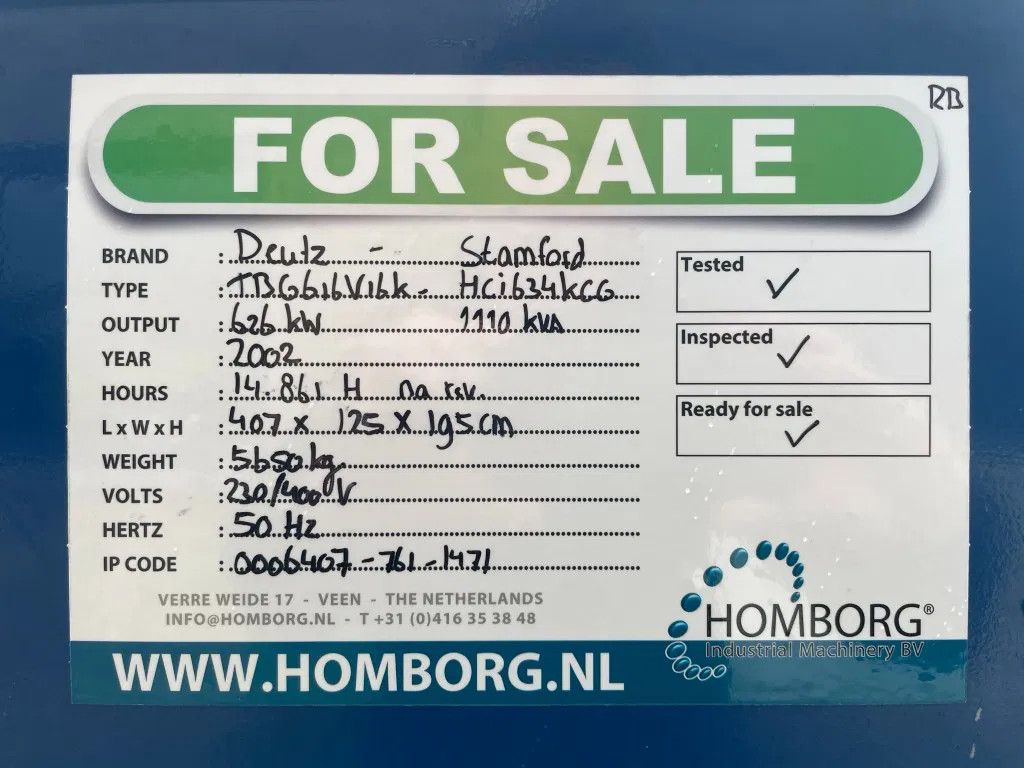 RB
FOR SALE
BRAND : Deutz - Stamford
TYPE : TBG616V16k - HCi634kCG
OUTPUT : 626 kW 1110 kVA
YEAR : 2002
HOURS : 14.861 H na rev.
L x W x H : 407 x 125 x 195 cm
WEIGHT : 5650 kg
VOLTS : 230/400 V
HERTZ : 50 Hz
IP CODE : 0006407-761-1471
Tested ✓
Inspected ✓
Ready for sale ✓
VERRE WEIDE 17 - VEEN - THE NETHERLANDS
INFO@HOMBORG.NL - T +31 (0)416 35 38 48
HOMBORG®
Industrial Machinery BV
WWW.HOMBORG.NL